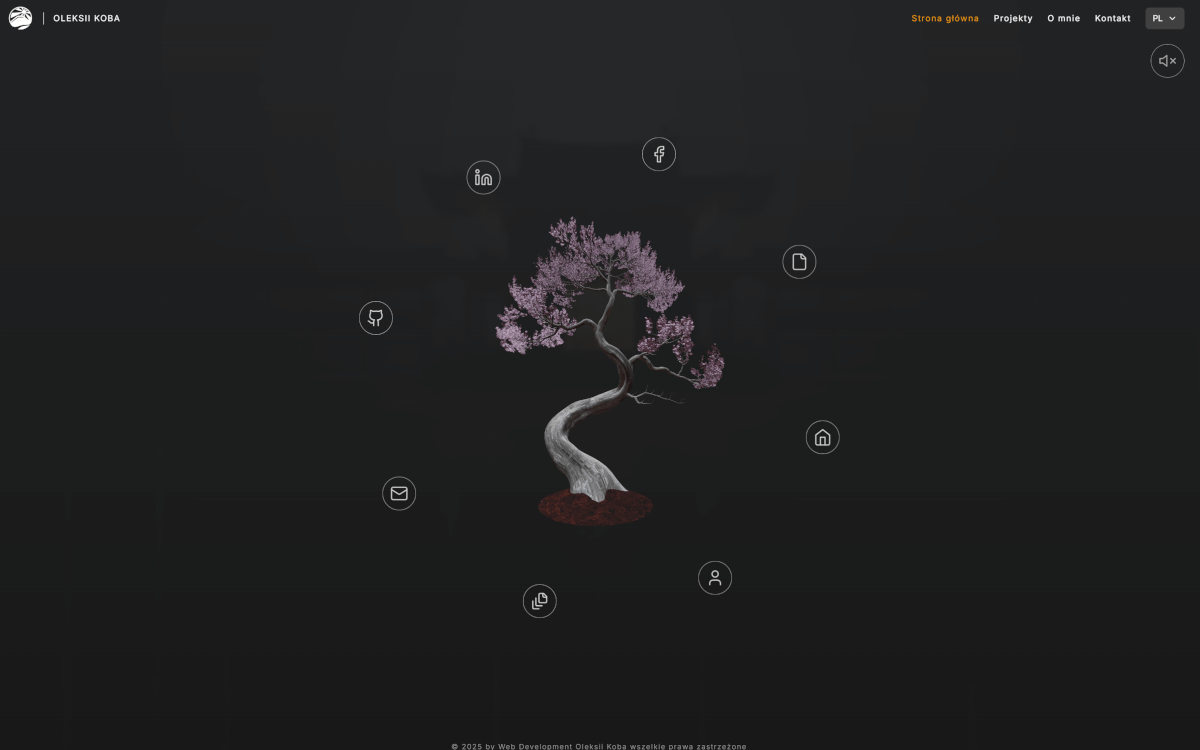 OLEKSII KOBA
Strona główna
Projekty
O mnie
Kontakt
PL
© 2025 by Web Development Oleksii Koba wszelkie prawa zastrzeżone